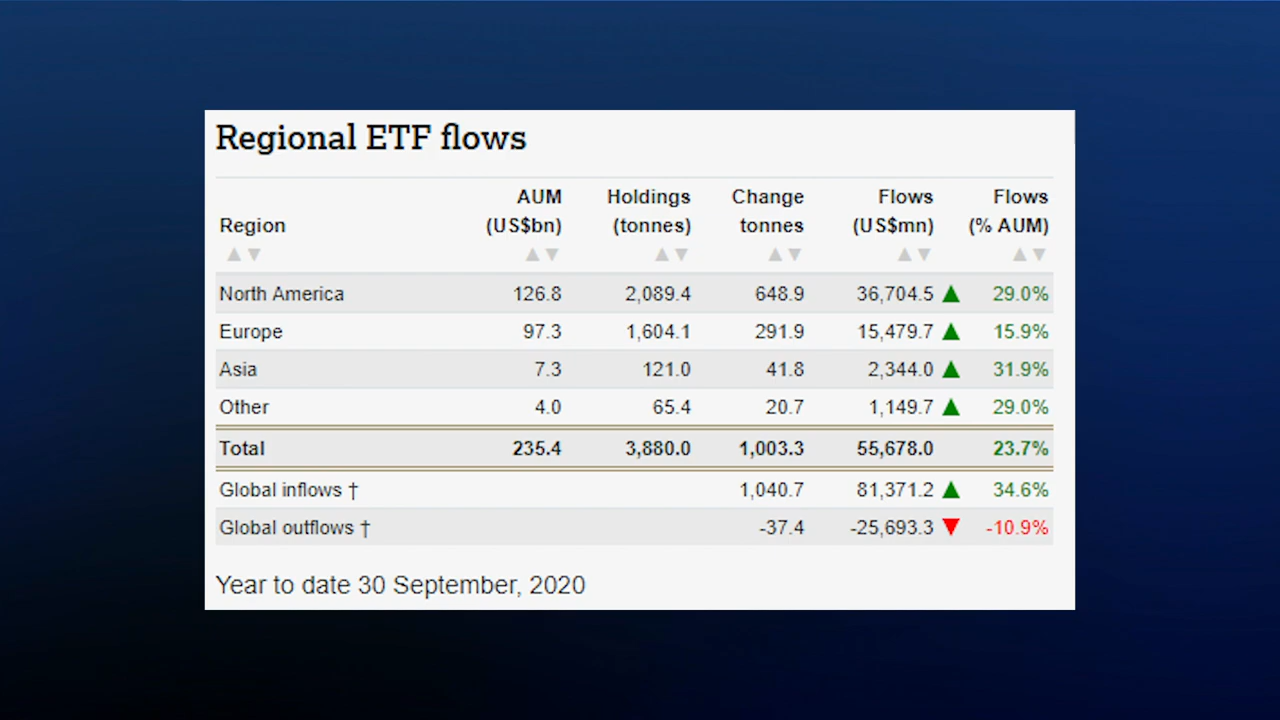 Regional ETF flows
Region AUM (US$bn) Holdings (tonnes) Change tonnes Flows (US$mn) Flows (% AUM)
North America 126.8 2,089.4 648.9 36,704.5 ▲ 29.0%
Europe 97.3 1,604.1 291.9 15,479.7 ▲ 15.9%
Asia 7.3 121.0 41.8 2,344.0 ▲ 31.9%
Other 4.0 65.4 20.7 1,149.7 ▲ 29.0%
Total 235.4 3,880.0 1,003.3 55,678.0 23.7%
Global inflows † 1,040.7 81,371.2 ▲ 34.6%
Global outflows † -37.4 -25,693.3 ▼ -10.9%
Year to date 30 September, 2020